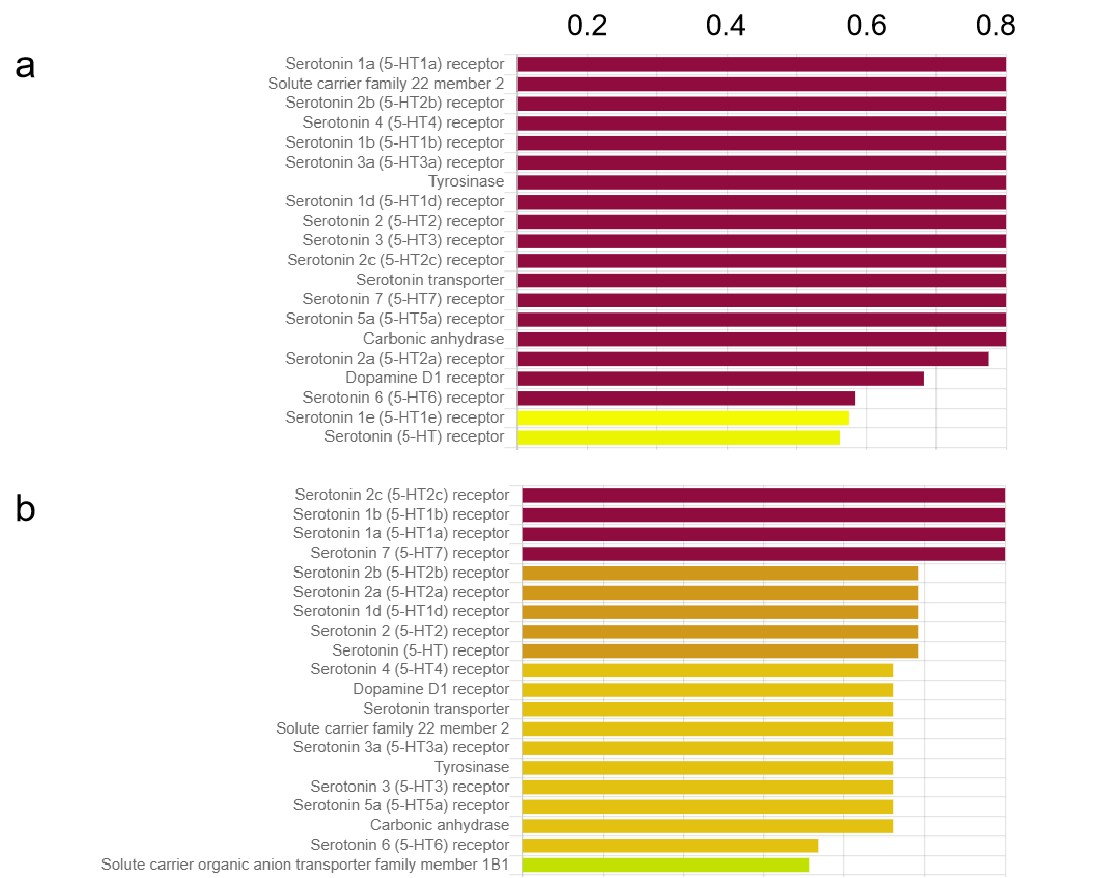 0.2 0.4 0.6 0.8
a
Serotonin 1a (5-HT1a) receptor
Solute carrier family 22 member 2
Serotonin 2b (5-HT2b) receptor
Serotonin 4 (5-HT4) receptor
Serotonin 1b (5-HT1b) receptor
Serotonin 3a (5-HT3a) receptor
Tyrosinase
Serotonin 1d (5-HT1d) receptor
Serotonin 2 (5-HT2) receptor
Serotonin 3 (5-HT3) receptor
Serotonin 2c (5-HT2c) receptor
Serotonin transporter
Serotonin 7 (5-HT7) receptor
Serotonin 5a (5-HT5a) receptor
Carbonic anhydrase
Serotonin 2a (5-HT2a) receptor
Dopamine D1 receptor
Serotonin 6 (5-HT6) receptor
Serotonin 1e (5-HT1e) receptor
Serotonin (5-HT) receptor
b
Serotonin 2c (5-HT2c) receptor
Serotonin 1b (5-HT1b) receptor
Serotonin 1a (5-HT1a) receptor
Serotonin 7 (5-HT7) receptor
Serotonin 2b (5-HT2b) receptor
Serotonin 2a (5-HT2a) receptor
Serotonin 1d (5-HT1d) receptor
Serotonin 2 (5-HT2) receptor
Serotonin (5-HT) receptor
Serotonin 4 (5-HT4) receptor
Dopamine D1 receptor
Serotonin transporter
Solute carrier family 22 member 2
Serotonin 3a (5-HT3a) receptor
Tyrosinase
Serotonin 3 (5-HT3) receptor
Serotonin 5a (5-HT5a) receptor
Carbonic anhydrase
Serotonin 6 (5-HT6) receptor
Solute carrier organic anion transporter family member 1B1